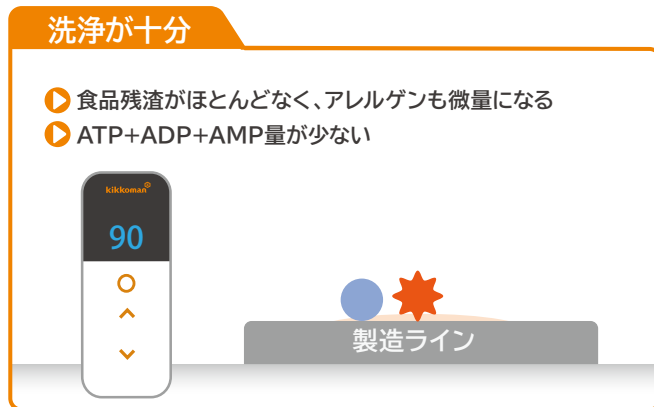 洗浄が十分
食品残渣がほとんどなく、アレルゲンも微量になる
ATP+ADP+AMP量が少ない
kikkoman
90
製造ライン